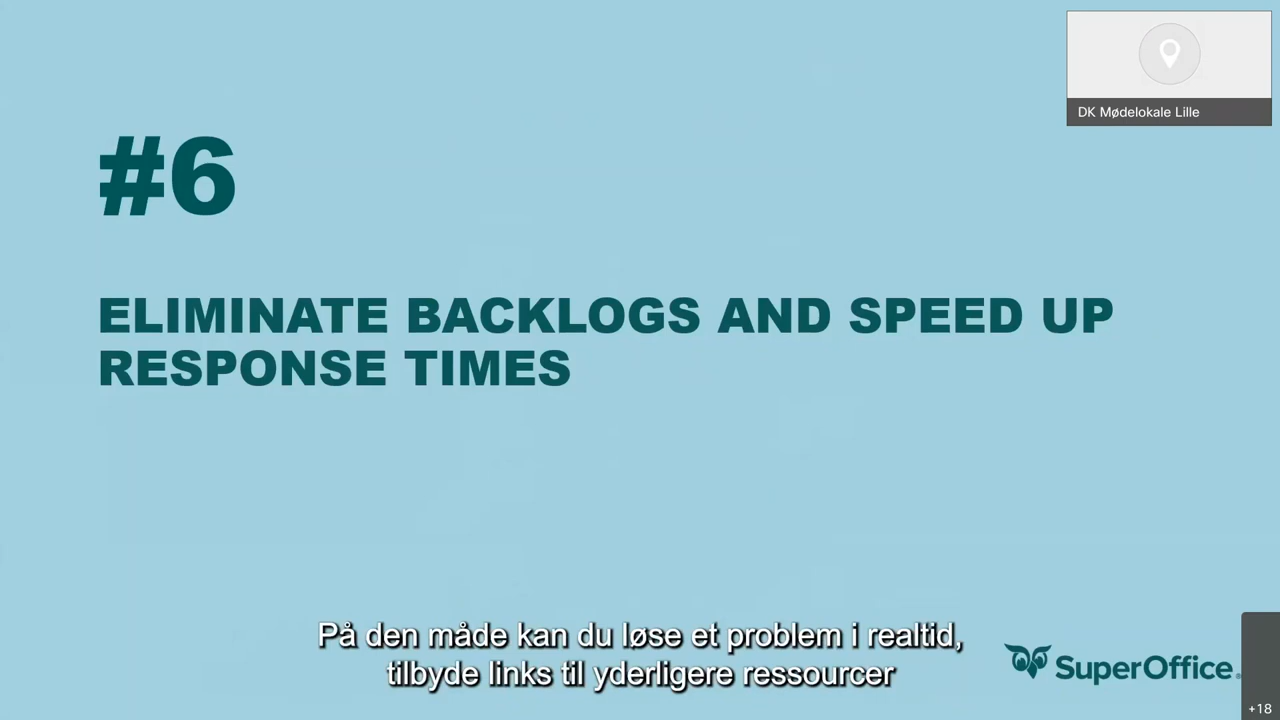 DK Mødelokale Lille
#6
ELIMINATE BACKLOGS AND SPEED UP
RESPONSE TIMES
På den måde kan du løse et problem i realtid,
tilbyde links til yderligere ressourcer
SuperOffice.
+18